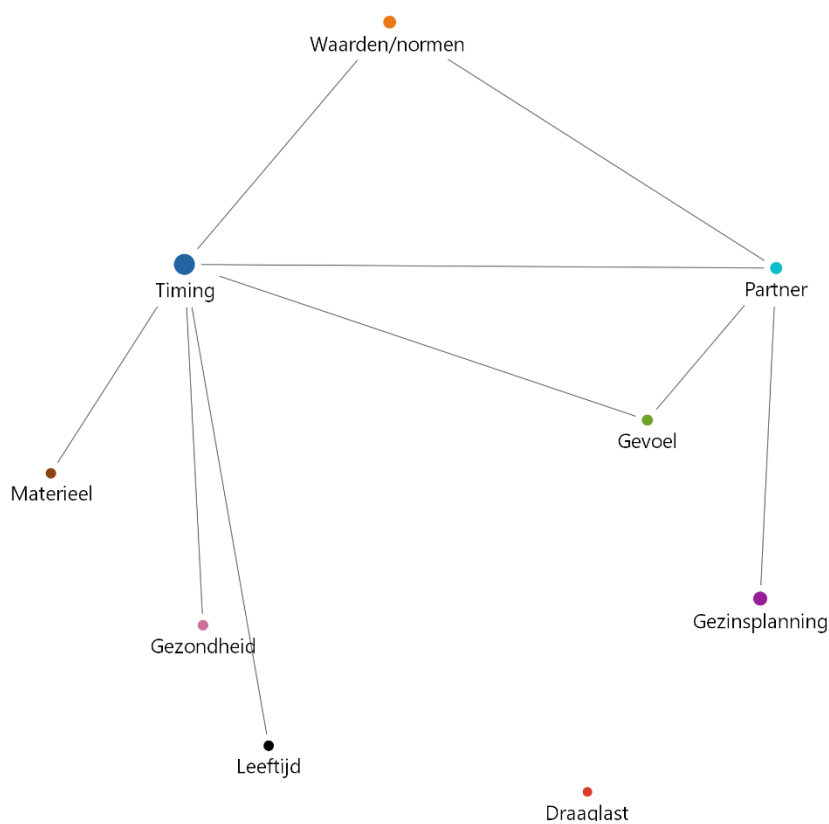 Waarden/normen
Timing
Partner
Gevoel
Materieel
Gezinsplanning
Gezondheid
Leeftijd
Draaglast